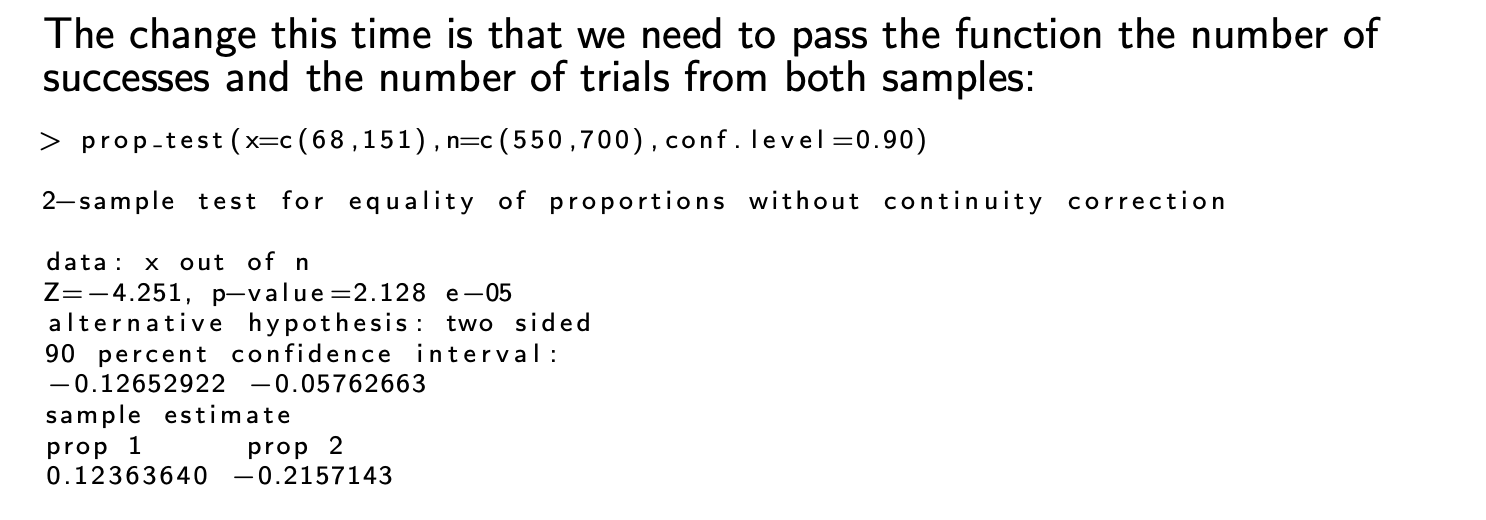 The change this time is that we need to pass the function the number of
successes and the number of trials from both samples:
> prop_test(x=c(68,151),n=c(550,700),conf.level=0.90)
2−sample test for equality of proportions without continuity correction
data: x out of n
Z=−4.251, p−value=2.128 e−05
alternative hypothesis: two sided
90 percent confidence interval:
−0.12652922 −0.05762663
sample estimate
prop 1 prop 2
0.12363640 −0.2157143